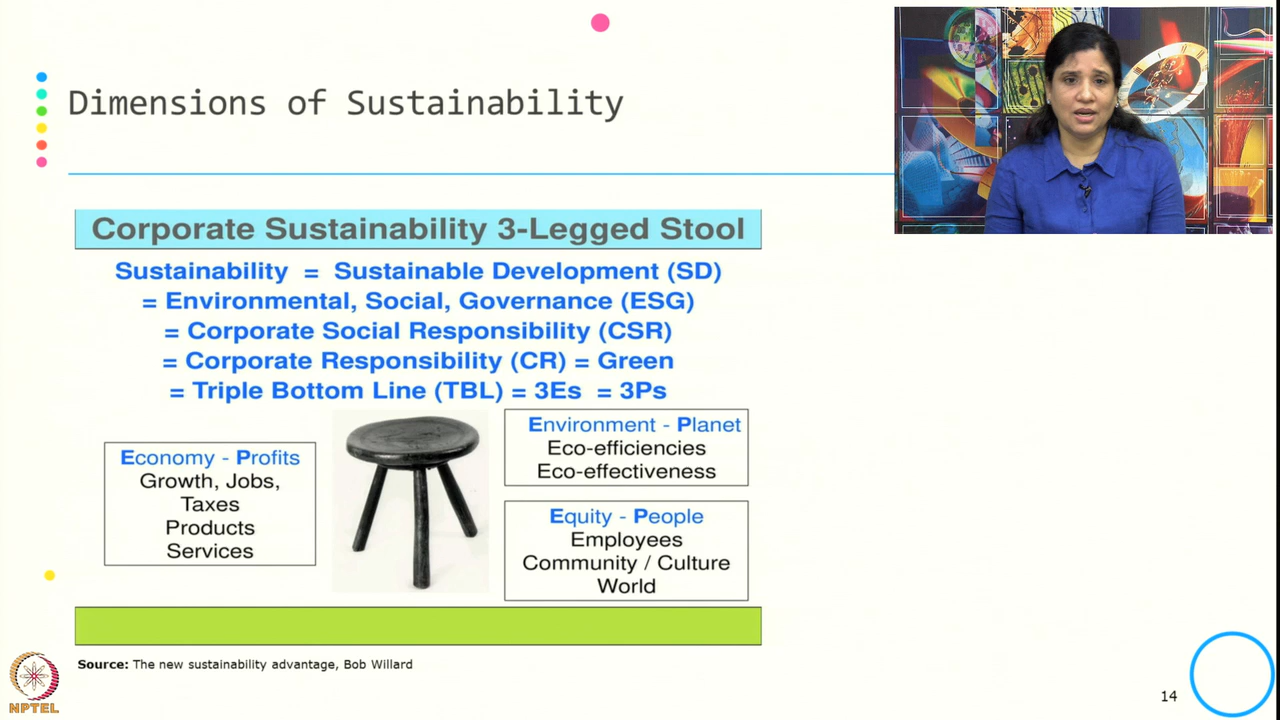 Dimensions of Sustainability
Corporate Sustainability 3-Legged Stool
Sustainability = Sustainable Development (SD)
= Environmental, Social, Governance (ESG)
= Corporate Social Responsibility (CSR)
= Corporate Responsibility (CR) = Green
= Triple Bottom Line (TBL) = 3Es = 3Ps
Economy - Profits
Growth, Jobs,
Taxes
Products
Services
Environment - Planet
Eco-efficiencies
Eco-effectiveness
Equity - People
Employees
Community / Culture
World
Source: The new sustainability advantage, Bob Willard
NPTEL
14